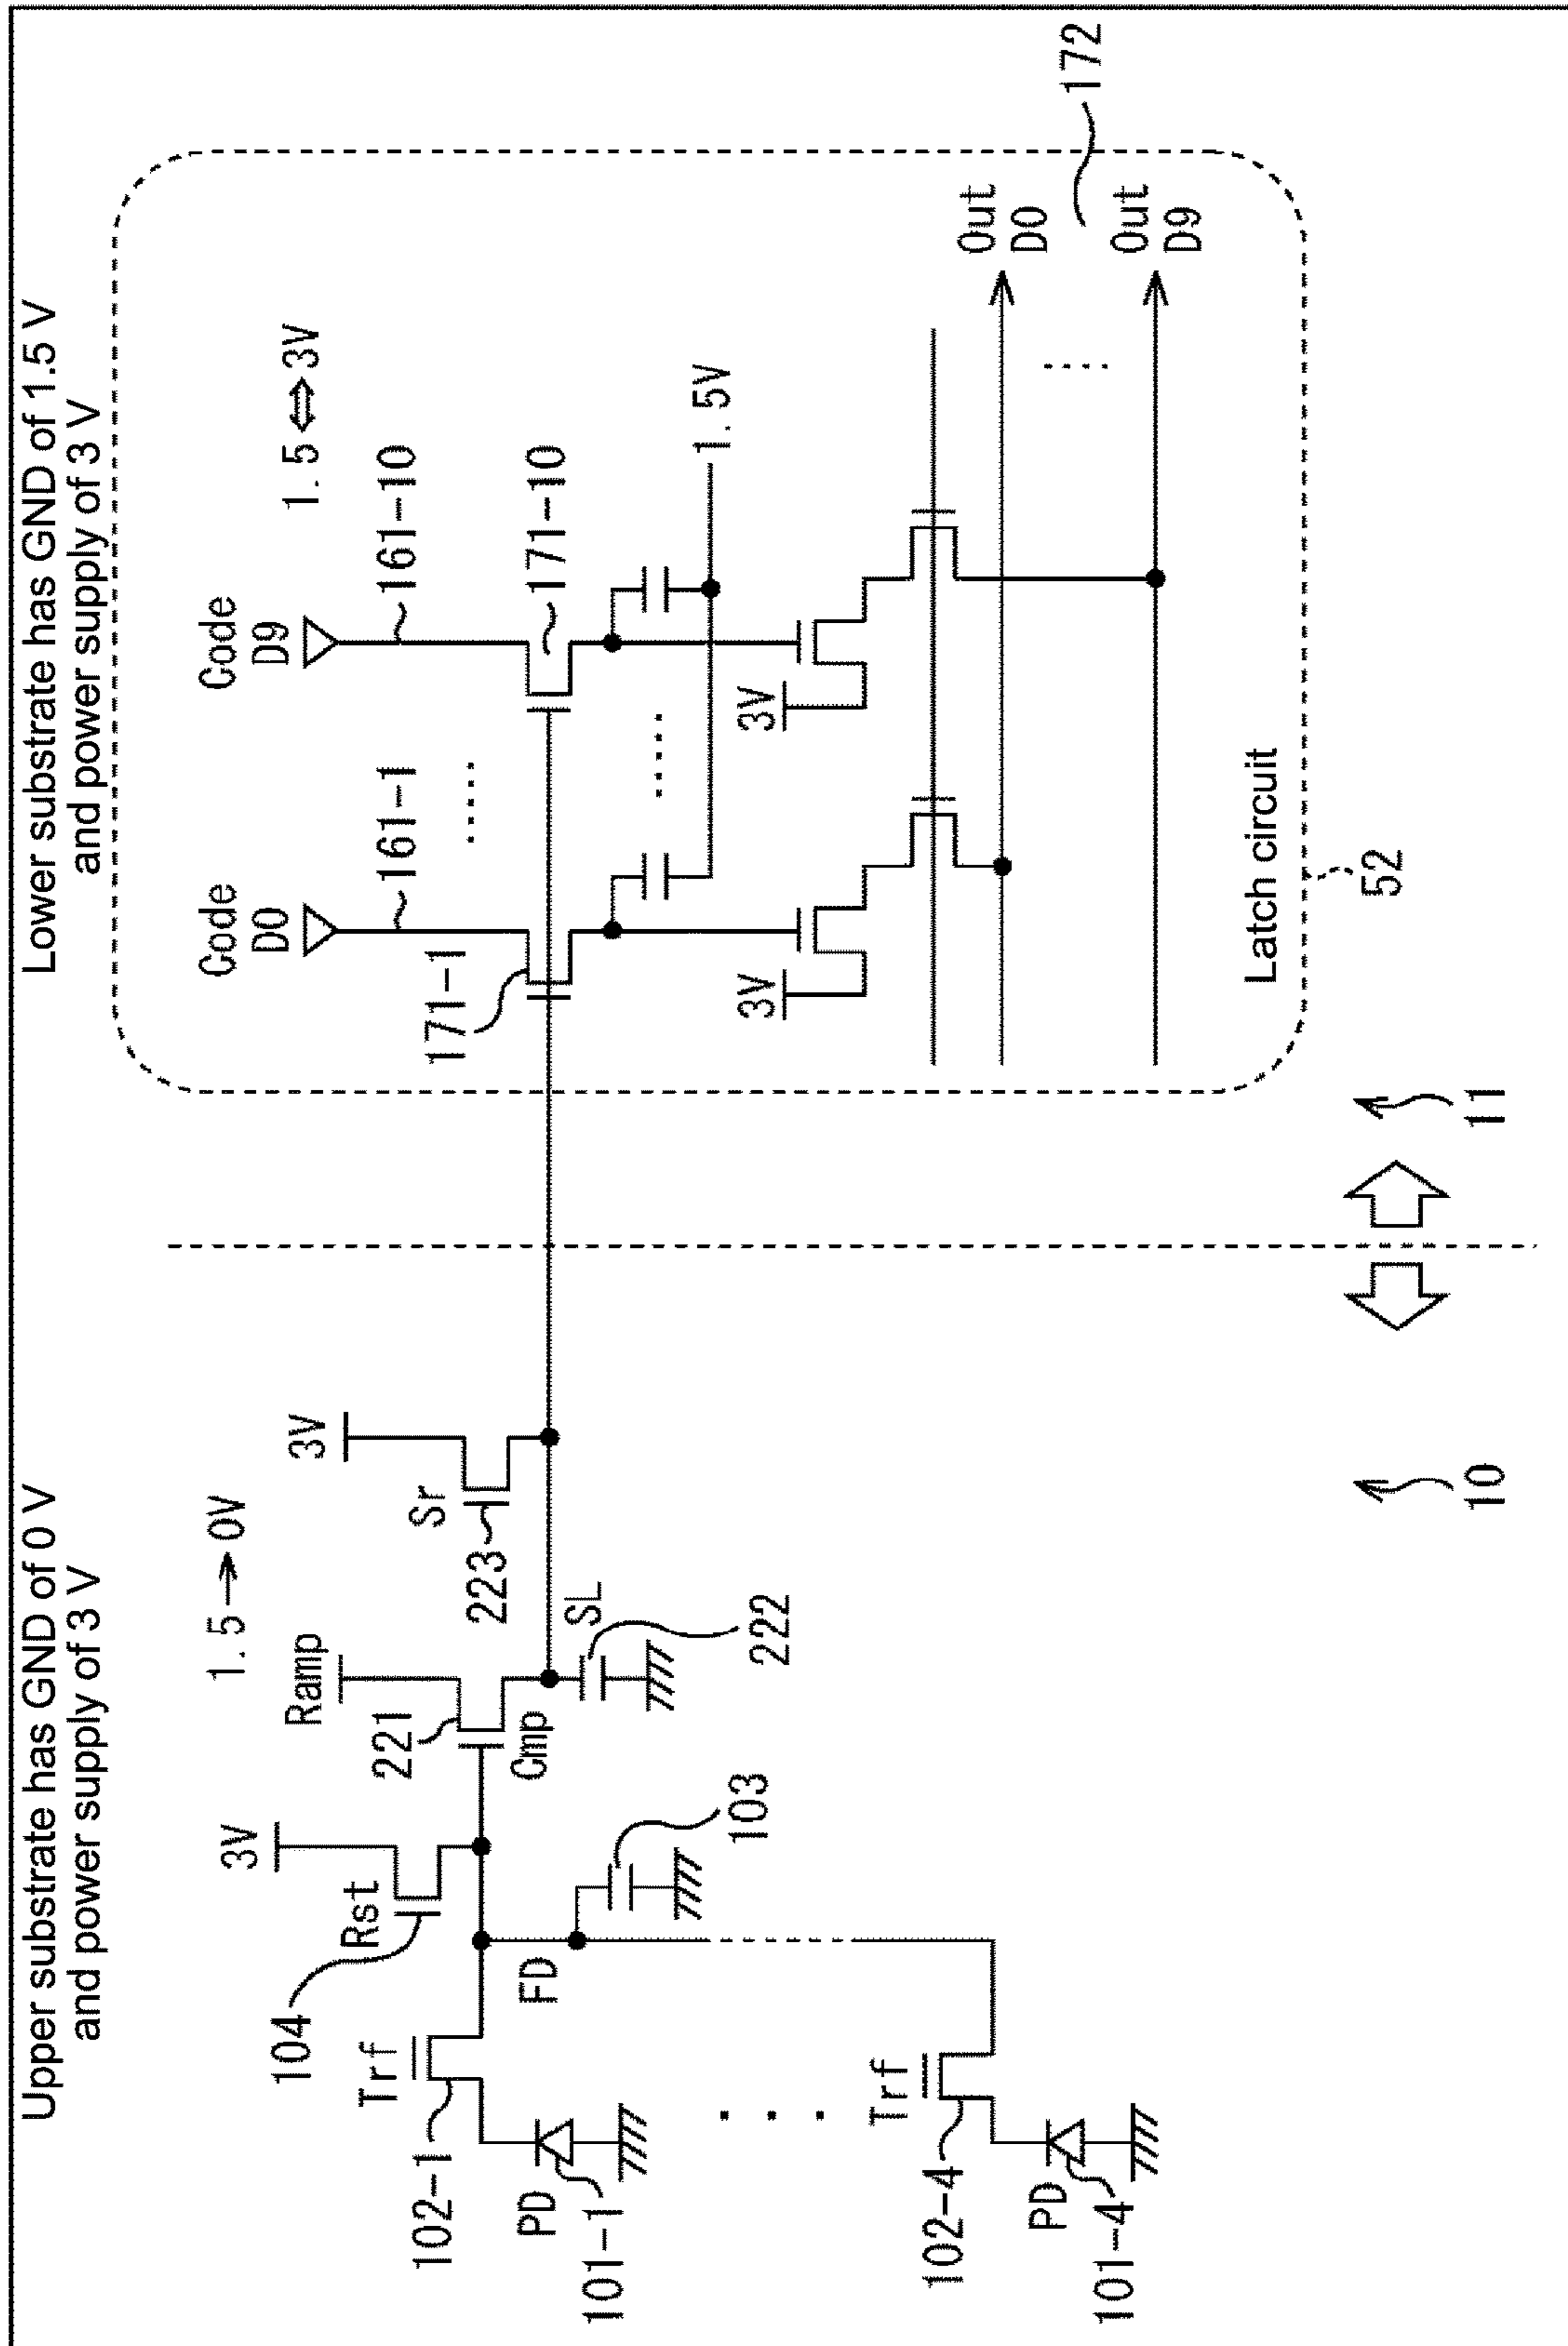 Upper substrate has GND of 0 V
and power supply of 3 V
Lower substrate has GND of 1.5 V
and power supply of 3 V
1.5→0V
3V
Ramp
3V
104
Rst
221
Sr
223
Trf
102-1
Cmp
SL
222
FD
103
PD
101-1
. . .
Trf
102-4
PD
101-4
10
Code
D0
Code
D9
1.5⇔3V
161-1
161-10
.....
171-1
171-10
.....
1.5V
3V
3V
Out
D0
.....
Out
D9
172
Latch circuit
52
11